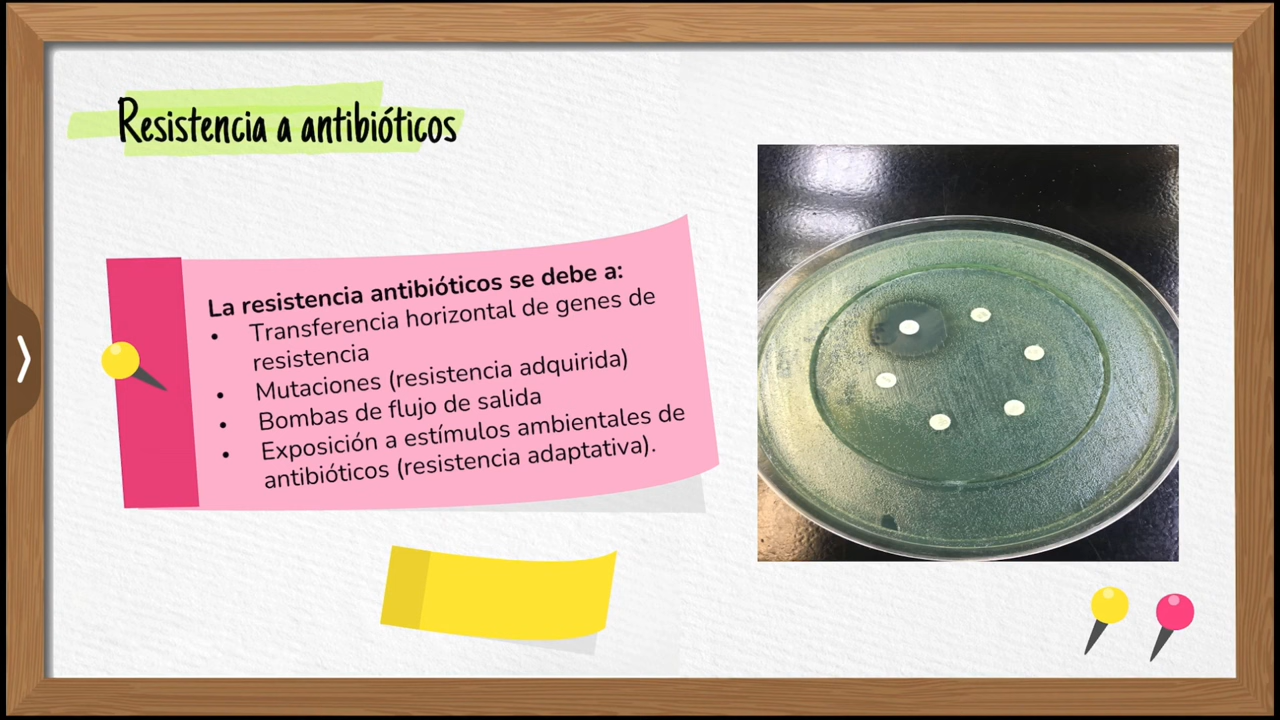 Resistencia a antibióticos
La resistencia antibióticos se debe a:
• Transferencia horizontal de genes de
resistencia
• Mutaciones (resistencia adquirida)
• Bombas de flujo de salida
• Exposición a estímulos ambientales de
antibióticos (resistencia adaptativa).